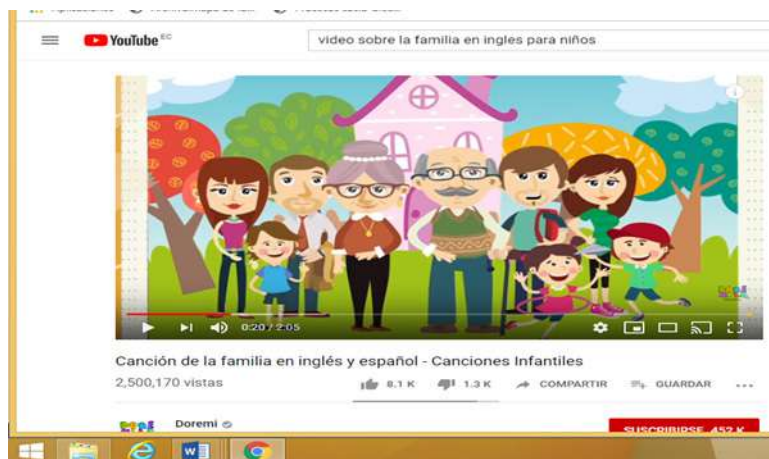 YouTube EC
video sobre la familia en ingles para niños
0:20 / 2:05
Canción de la familia en inglés y español - Canciones Infantiles
2,500,170 vistas
8.1 K
1.3 K
COMPARTIR
GUARDAR
Doremi
SUSCRIBIRSE 452 K